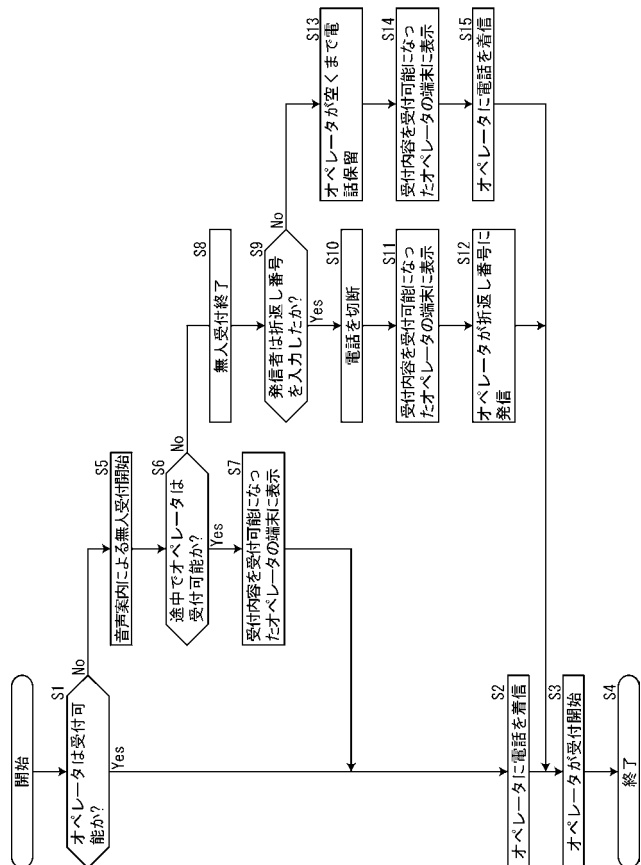 開始
S1
オペレータは受付可
能か?
Yes
No
S5
音声案内による無人受付開始
S6
途中でオペレータは
受付可能か?
Yes
No
S7
受付内容を受付可能になっ
たオペレータの端末に表示
S8
無人受付終了
S9
発信者は折返し番号
を入力したか?
Yes
No
S10
電話を切断
S11
受付内容を受付可能になっ
たオペレータの端末に表示
S12
オペレータが折返し番号に
発信
S13
オペレータが空くまで電
話保留
S14
受付内容を受付可能になっ
たオペレータの端末に表示
S15
オペレータに電話を着信
S2
オペレータに電話を着信
S3
オペレータが受付開始
S4
終了